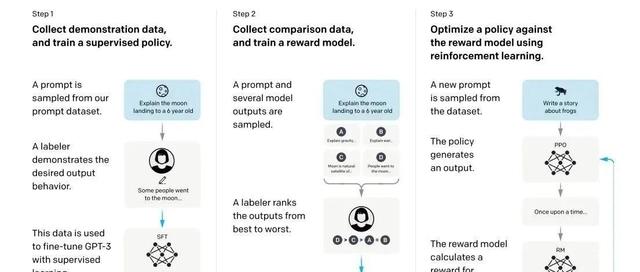 Step 1
Collect demonstration data,
and train a supervised policy.
A prompt is
sampled from our
prompt dataset.
Explain the moon
landing to a 6 year old
A labeler
demonstrates the
desired output
behavior.
Some people went
to the moon...
This data is used
to fine-tune GPT-3
with supervised
learning.
SFT
Step 2
Collect comparison data,
and train a reward model.
A prompt and
several model
outputs are
sampled.
Explain the moon
landing to a 6 year old
A
Explain gravity...
B
Explain war...
C
Moon is natural
satellite of...
D
People went to
the moon...
A labeler ranks
the outputs from
best to worst.
D > C > A = B
Step 3
Optimize a policy against
the reward model using
reinforcement learning.
A new prompt
is sampled from
the dataset.
Write a story
about frogs
The policy
generates
an output.
PPO
Once upon a time...
The reward model
calculates a
reward for
RM